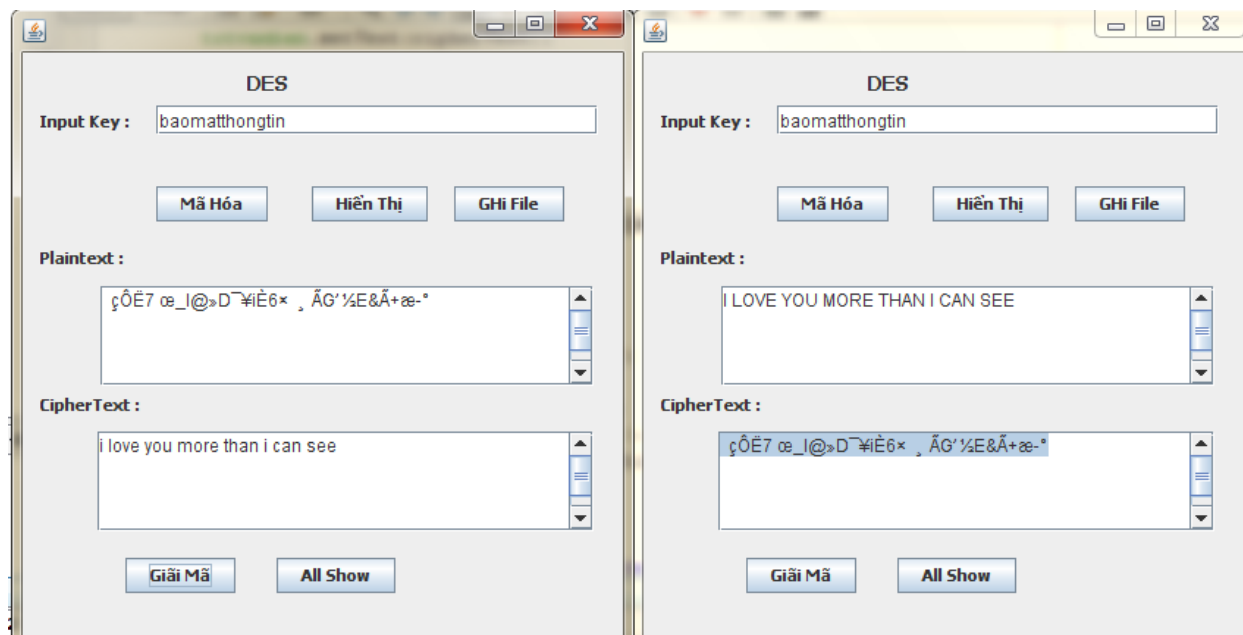 DES
Input Key : baomatthongtin
Mã Hóa Hiển Thị GHi File
Plaintext :
çÔË7 œ_I@»D¯¥iÈ6× ¸ ÃG’½E&Ã+æ-°
CipherText :
i love you more than i can see
Giãi Mã All Show
DES
Input Key : baomatthongtin
Mã Hóa Hiển Thị GHi File
Plaintext :
I LOVE YOU MORE THAN I CAN SEE
CipherText :
çÔË7 œ_I@»D¯¥iÈ6× ¸ ÃG’½E&Ã+æ-°
Giãi Mã All Show